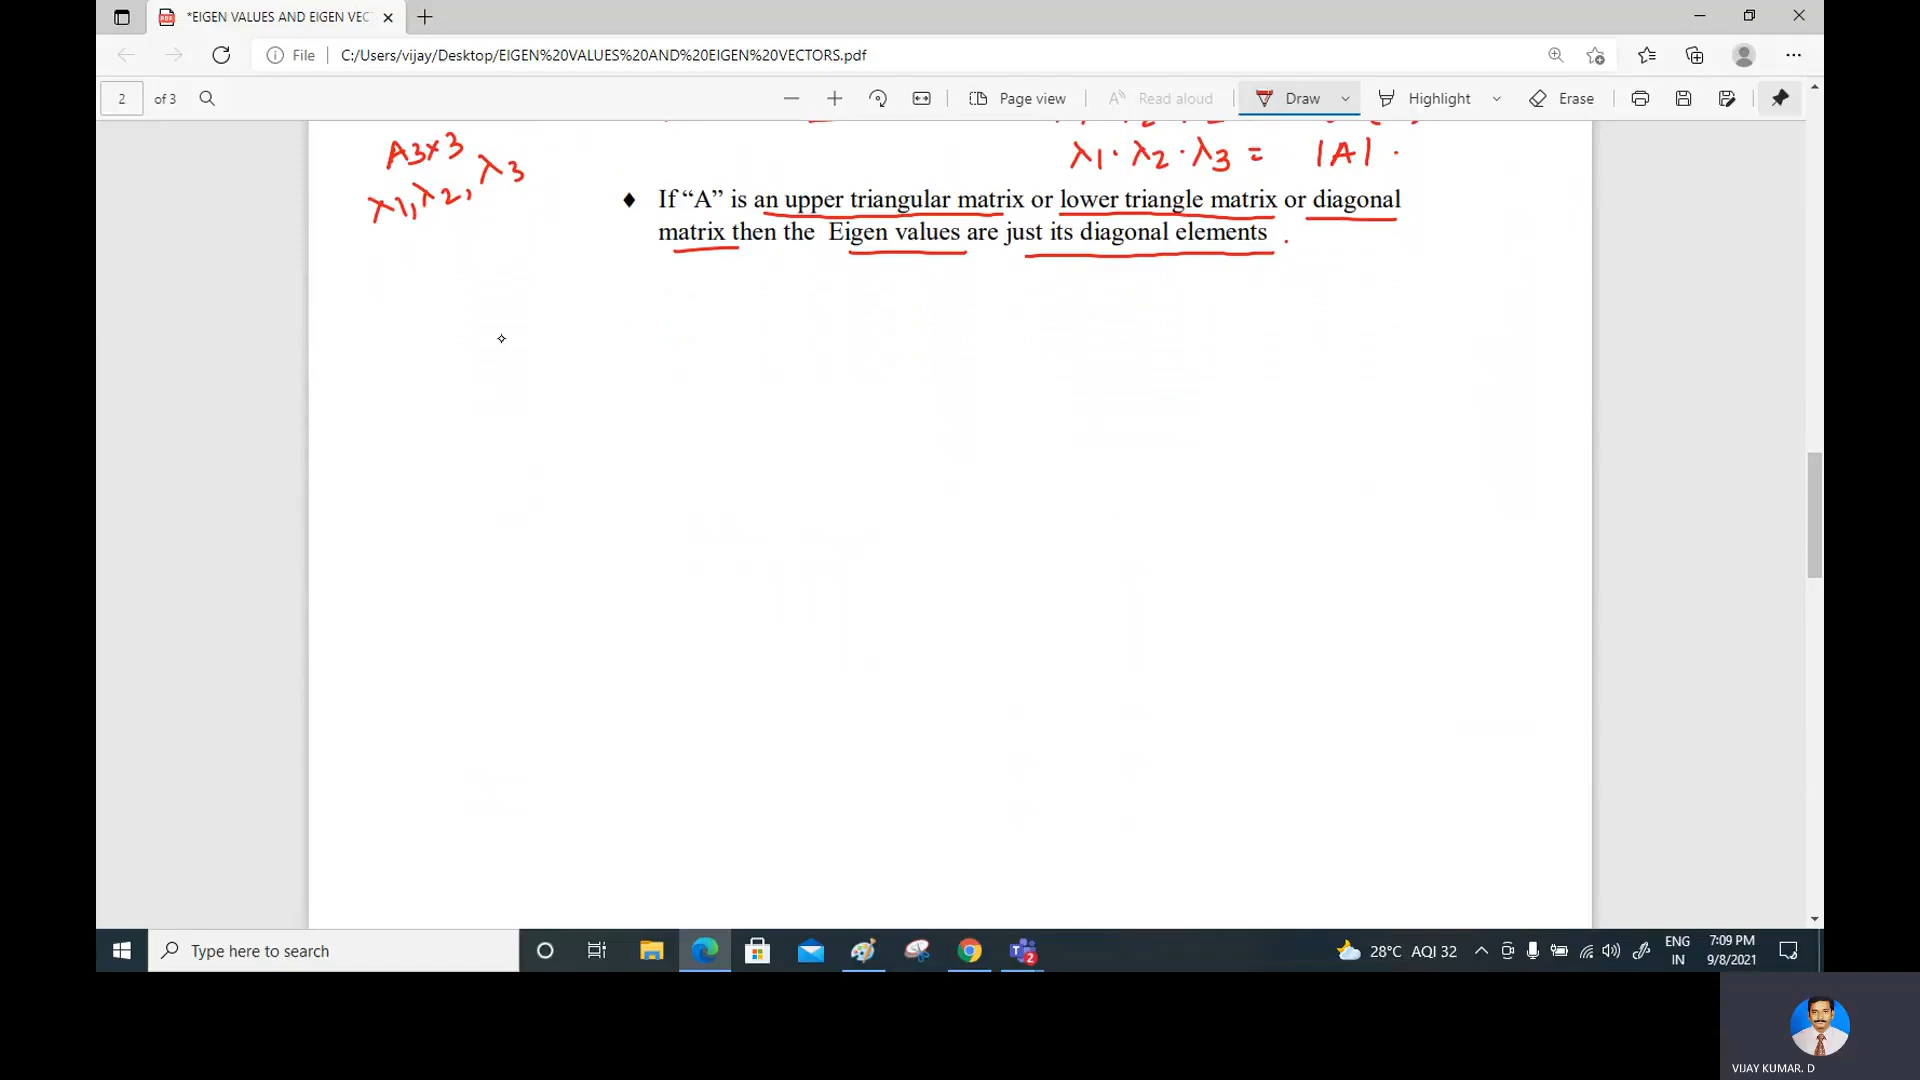 *EIGEN VALUES AND EIGEN VEC
File C:/Users/vijay/Desktop/EIGEN%20VALUES%20AND%20EIGEN%20VECTORS.pdf
2 of 3 Page view Read aloud Draw Highlight Erase
A3×3
λ1, λ2, λ3
λ1 · λ2 · λ3 = |A| .
♦ If “A” is an upper triangular matrix or lower triangle matrix or diagonal
matrix then the Eigen values are just its diagonal elements .
Type here to search
2
28°C AQI 32
ENG
IN
7:09 PM
9/8/2021
VIJAY KUMAR. D